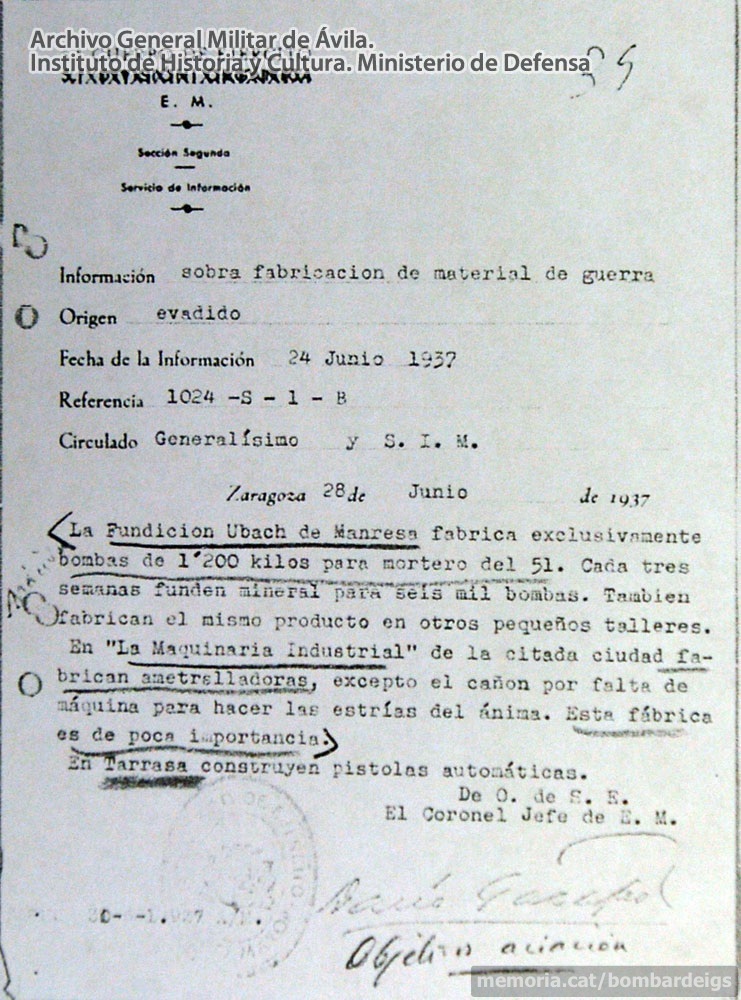 Archivo General Militar de Ávila.
Instituto de Historia y Cultura. Ministerio de Defensa
E. M.
Sección Segunda
Servicio de Información
Información sobra fabricacion de material de guerra
Origen evadido
Fecha de la Información 24 Junio 1937
Referencia 1024 -S - 1 - B
Circulado Generalísimo y S. I. M.
Zaragoza 28 de Junio de 1937
La Fundicion Ubach de Manresa fabrica exclusivamente
bombas de 1'200 kilos para mortero del 51. Cada tres
semanas funden mineral para seis mil bombas. Tambien
fabrican el mismo producto en otros pequeños talleres.
En "La Maquinaria Industrial" de la citada ciudad fa-
brican ametralladoras, excepto el cañon por falta de
máquina para hacer las estrías del ánima. Esta fábrica
es de poca importancia.
En Tarrasa construyen pistolas automáticas.
De O. de S. E.
El Coronel Jefe de E. M.
Objetivo aviación
memoria.cat/bombardeigs